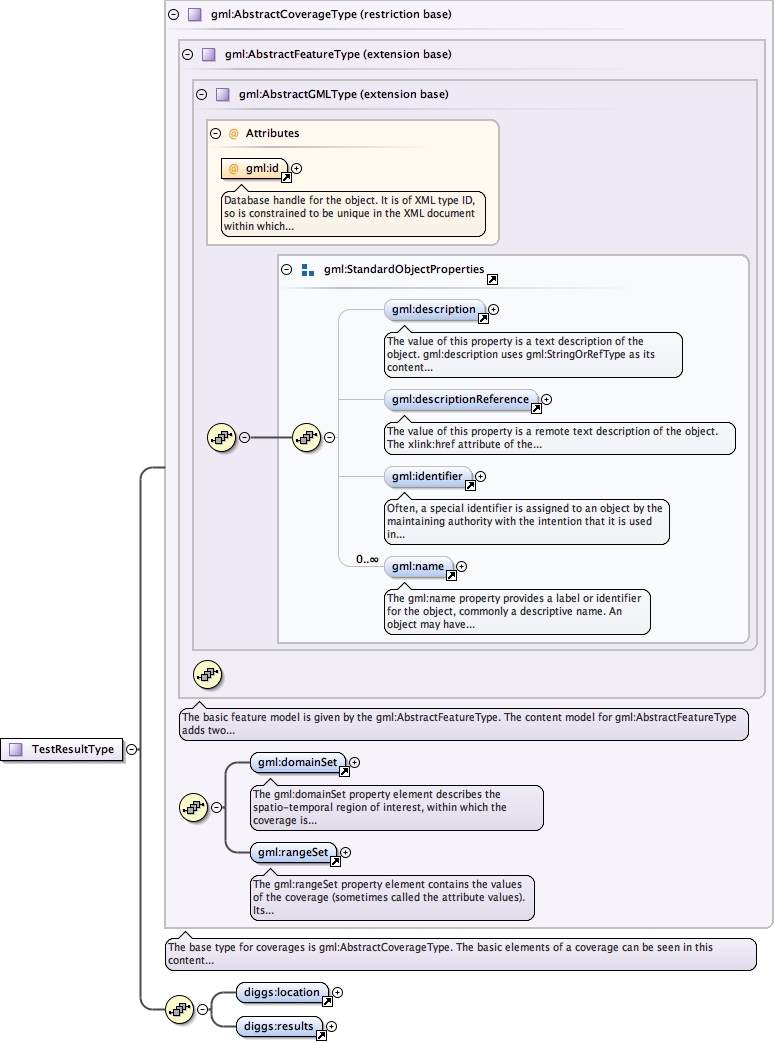 gml:AbstractCoverageType (restriction base)
gml:AbstractFeatureType (extension base)
gml:AbstractGMLType (extension base)
@ Attributes
@ gml:id
Database handle for the object. It is of XML type ID,
so is constrained to be unique in the XML document
within which...
gml:StandardObjectProperties
gml:description
The value of this property is a text description of the
object. gml:description uses gml:StringOrRefType as its
content...
gml:descriptionReference
The value of this property is a remote text description of the object.
The xlink:href attribute of the...
gml:identifier
Often, a special identifier is assigned to an object by the
maintaining authority with the intention that it is used
in...
0..∞
gml:name
The gml:name property provides a label or identifier
for the object, commonly a descriptive name. An
object may have...
The basic feature model is given by the gml:AbstractFeatureType. The content model for gml:AbstractFeatureType
adds two...
TestResultType
gml:domainSet
The gml:domainSet property element describes the
spatio-temporal region of interest, within which the
coverage is...
gml:rangeSet
The gml:rangeSet property element contains the values
of the coverage (sometimes called the attribute values).
Its...
The base type for coverages is gml:AbstractCoverageType. The basic elements of a coverage can be seen in this
content...
diggs:location
diggs:results